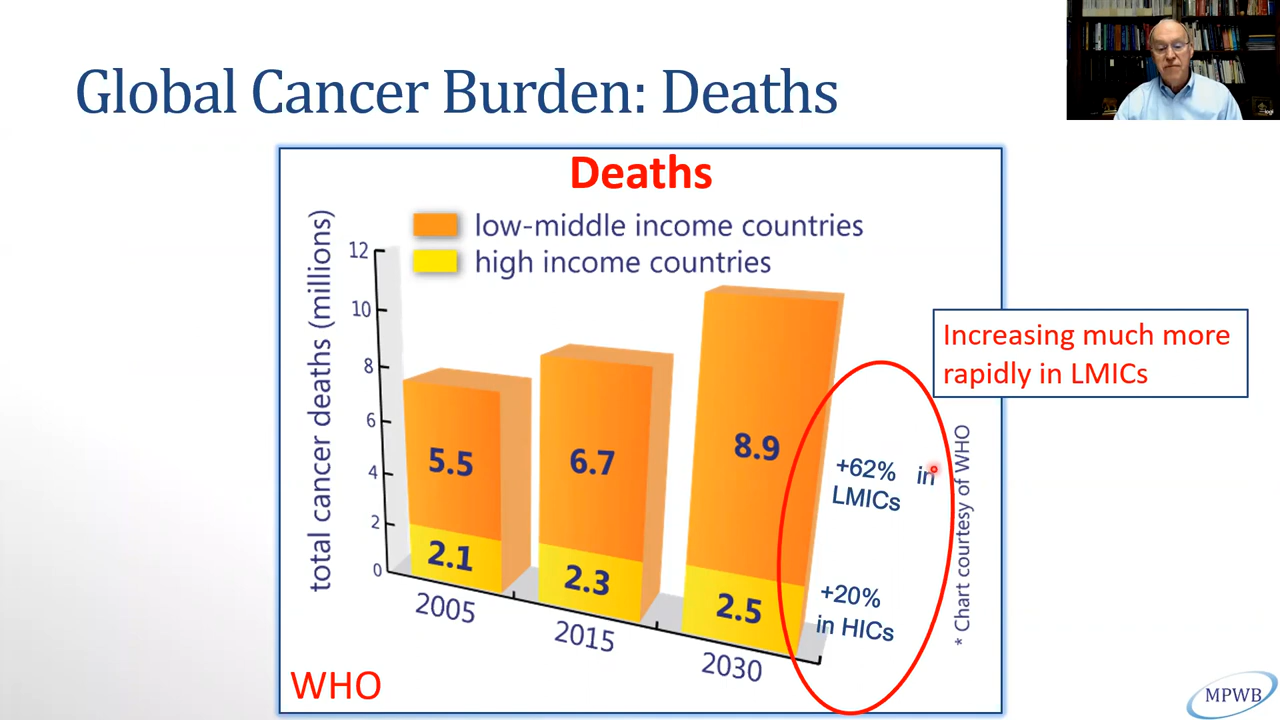 Global Cancer Burden: Deaths
Deaths
low-middle income countries
high income countries
total cancer deaths (millions)
12
10
8
6
4
2
0
5.5
2.1
2005
6.7
2.3
2015
8.9
2.5
2030
+62% in
LMICs
+20%
in HICs
Increasing much more
rapidly in LMICs
* Chart courtesy of WHO
WHO
MPWB